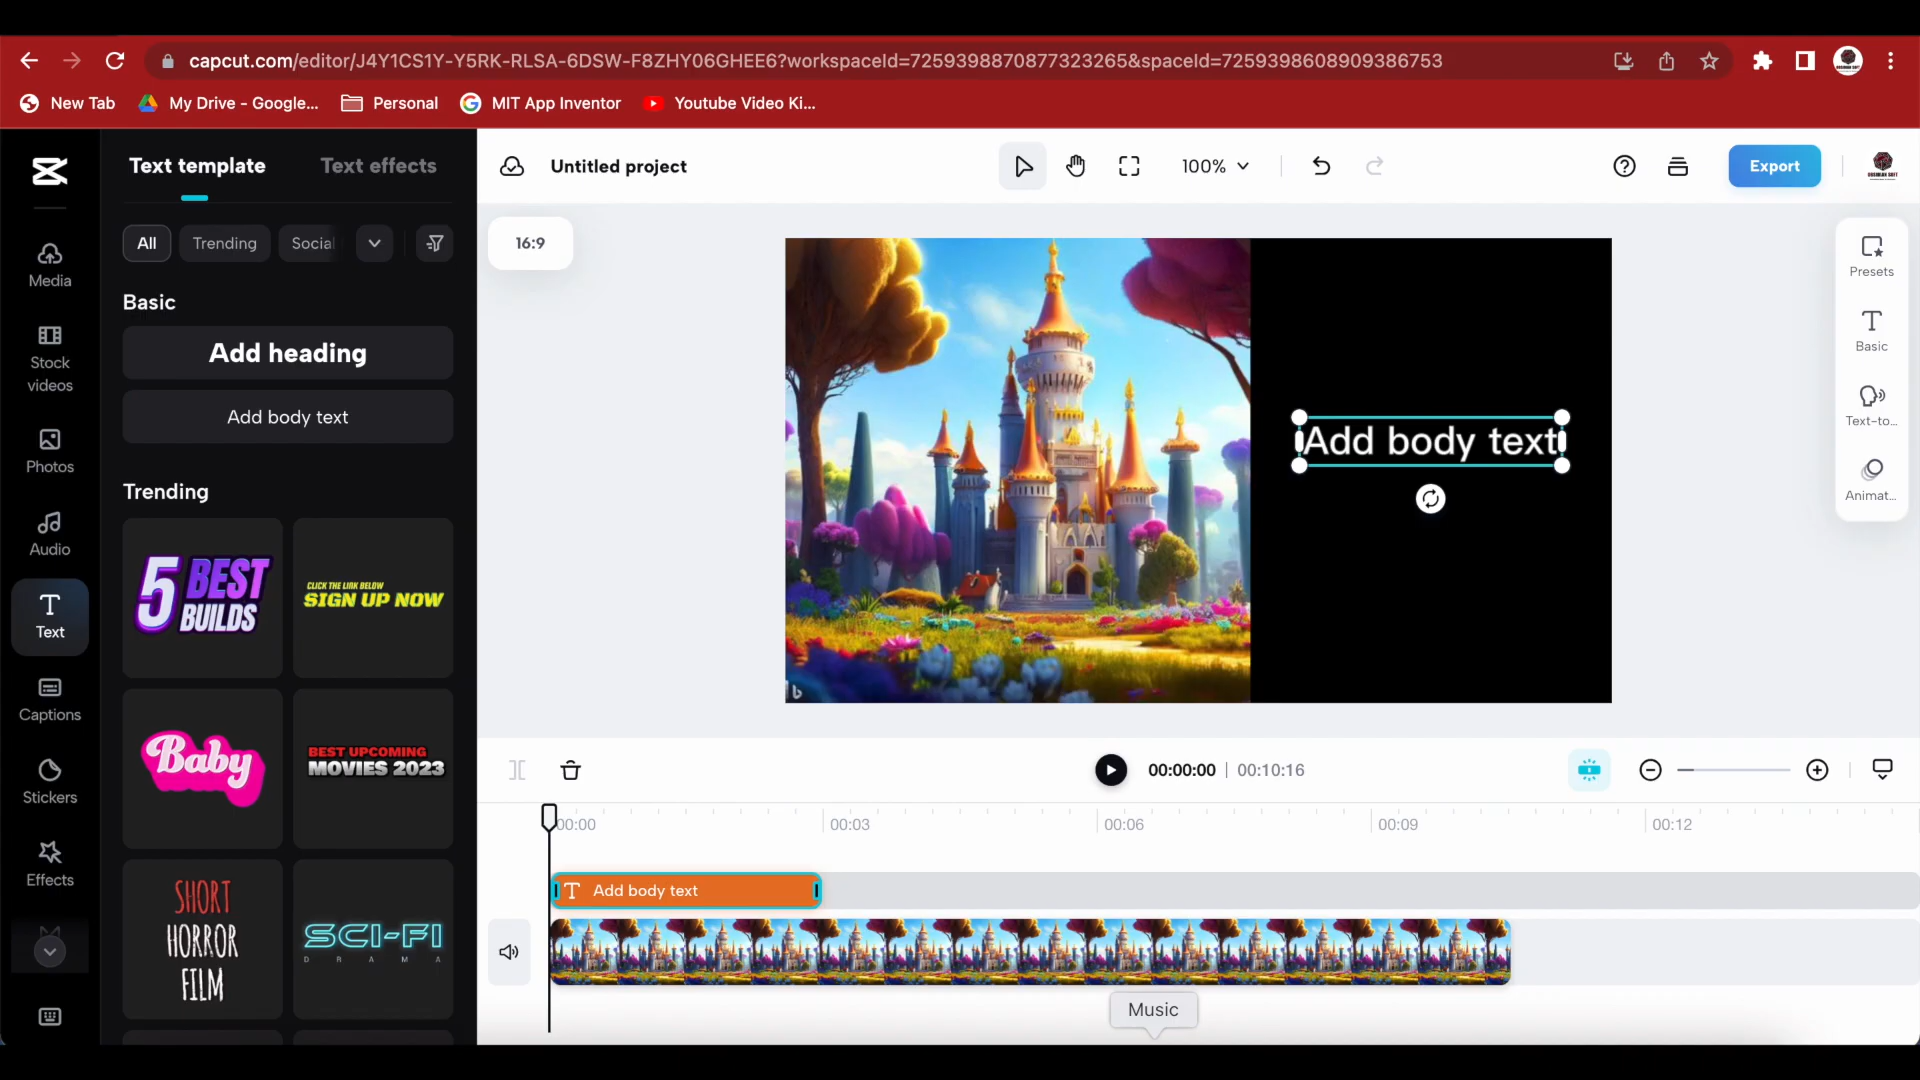 capcut.com/editor/J4Y1CS1Y-Y5RK-RLSA-6DSW-F8ZHY06GHEE6?workspaceId=7259398870877323265&spaceId=7259398608909386753
New Tab
My Drive - Google...
Personal
MIT App Inventor
Youtube Video Ki...
Text template
Text effects
Untitled project
100%
Export
All
Trending
Social
16:9
Basic
Add heading
Add body text
Trending
5 BEST
BUILDS
CLICK THE LINK BELOW
SIGN UP NOW
Baby
BEST UPCOMING
MOVIES 2023
SHORT
HORROR
FILM
SCI-FI
DRAMA
Media
Stock
videos
Photos
Audio
Text
Captions
Stickers
Effects
Add body text
Presets
Basic
Text-to...
Animat...
00:00:00 | 00:10:16
00:00
00:03
00:06
00:09
00:12
Add body text
Music